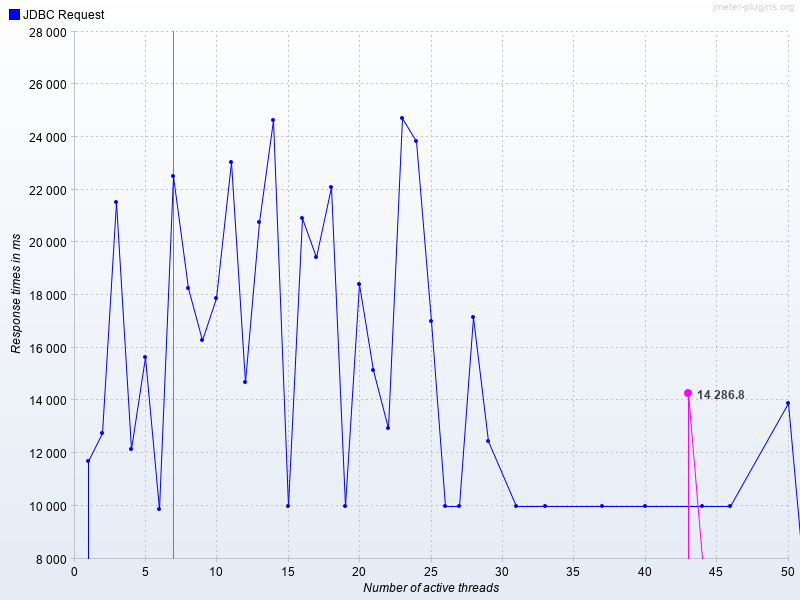 jmeter-plugins.org
JDBC Request
28 000
26 000
24 000
22 000
20 000
18 000
16 000
14 000
12 000
10 000
8 000
Response times in ms
14 286.8
0 5 10 15 20 25 30 35 40 45 50
Number of active threads